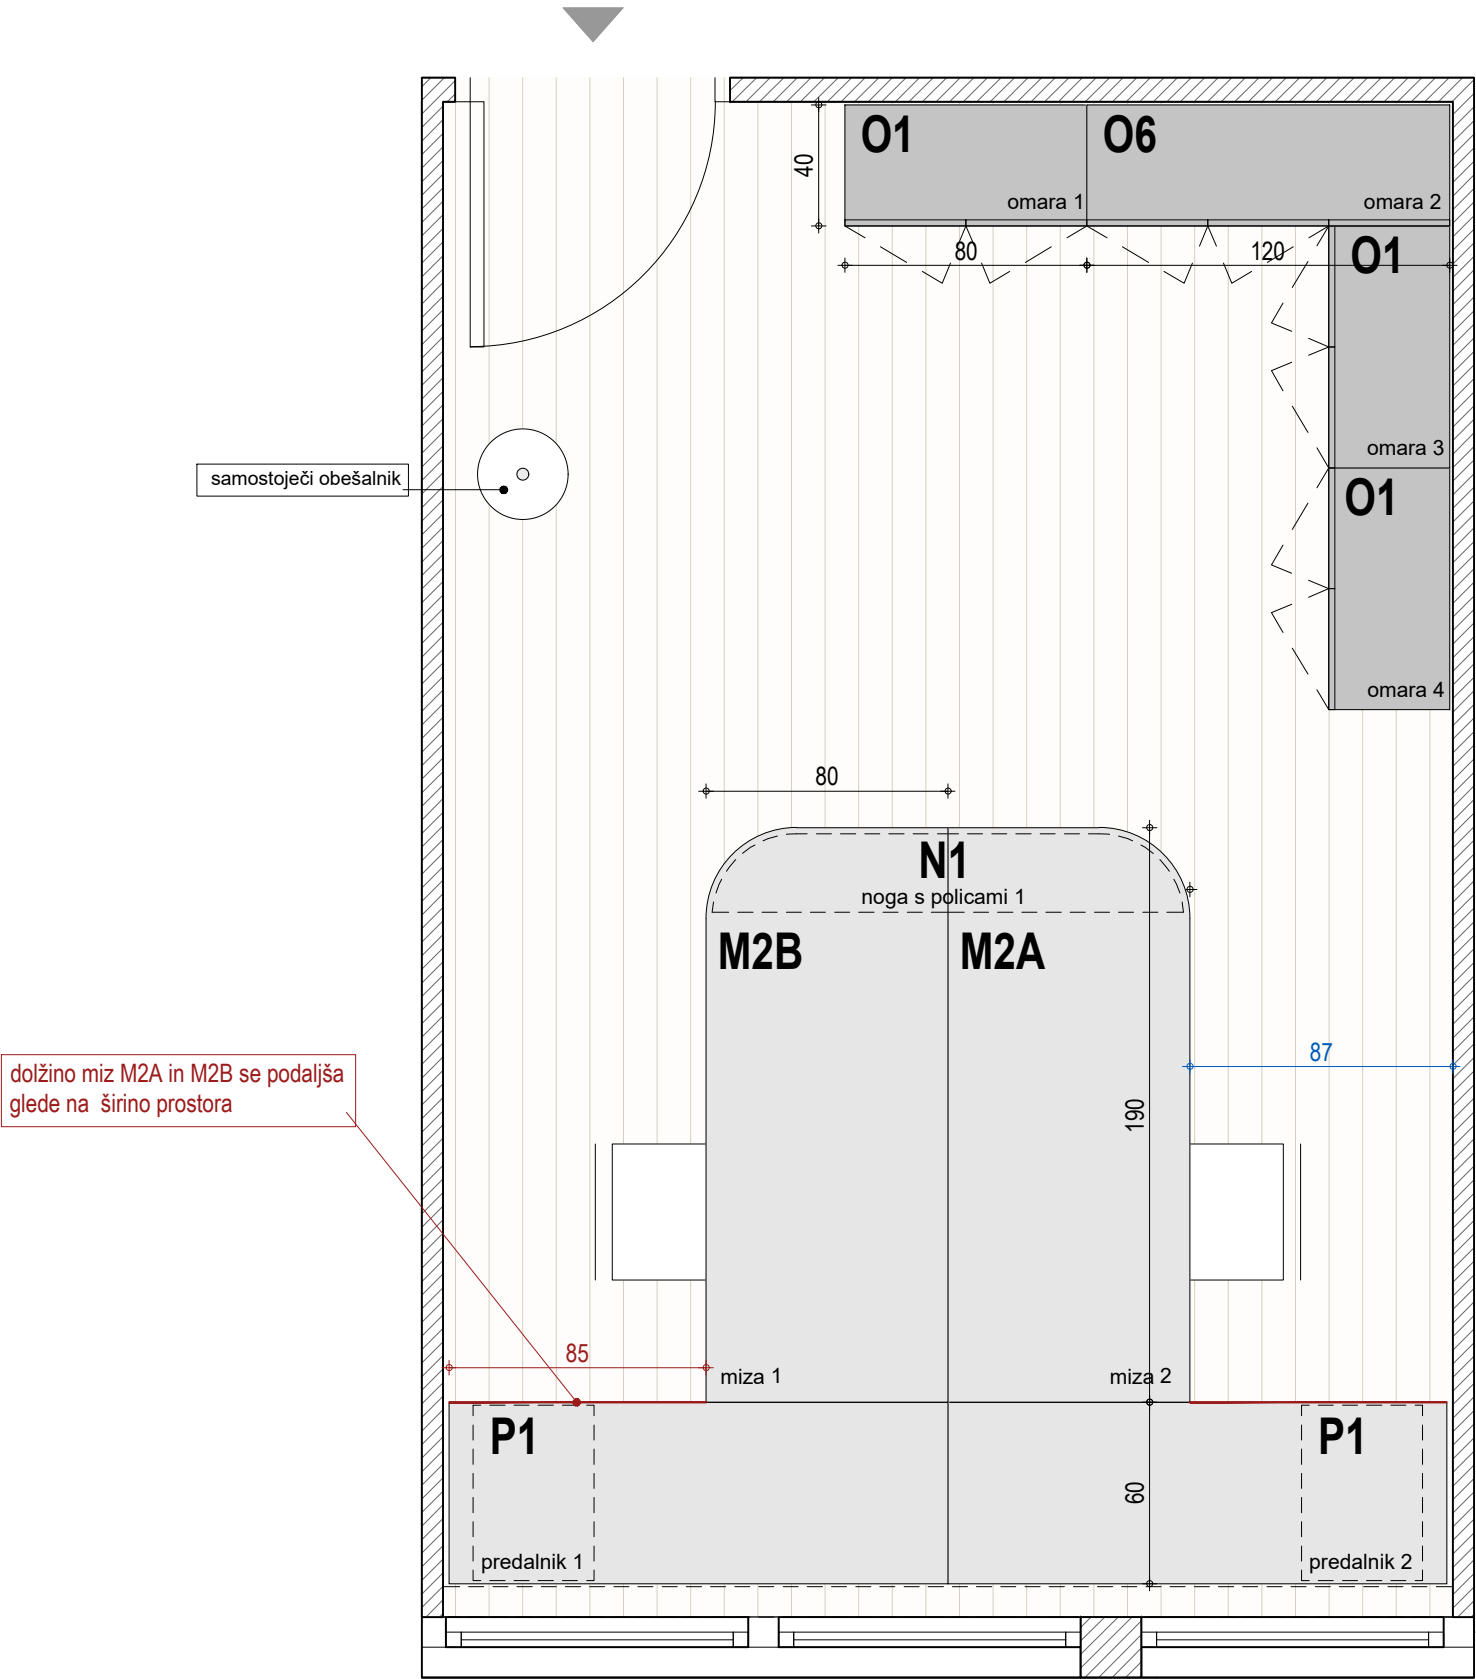 O1
O6
40
omara 1
omara 2
80
120
O1
omara 3
samostoječi obešalnik
O1
omara 4
80
N1
noga s policami 1
M2B
M2A
87
dolžino miz M2A in M2B se podaljša
glede na širino prostora
190
85
miza 1
miza 2
P1
P1
60
predalnik 1
predalnik 2